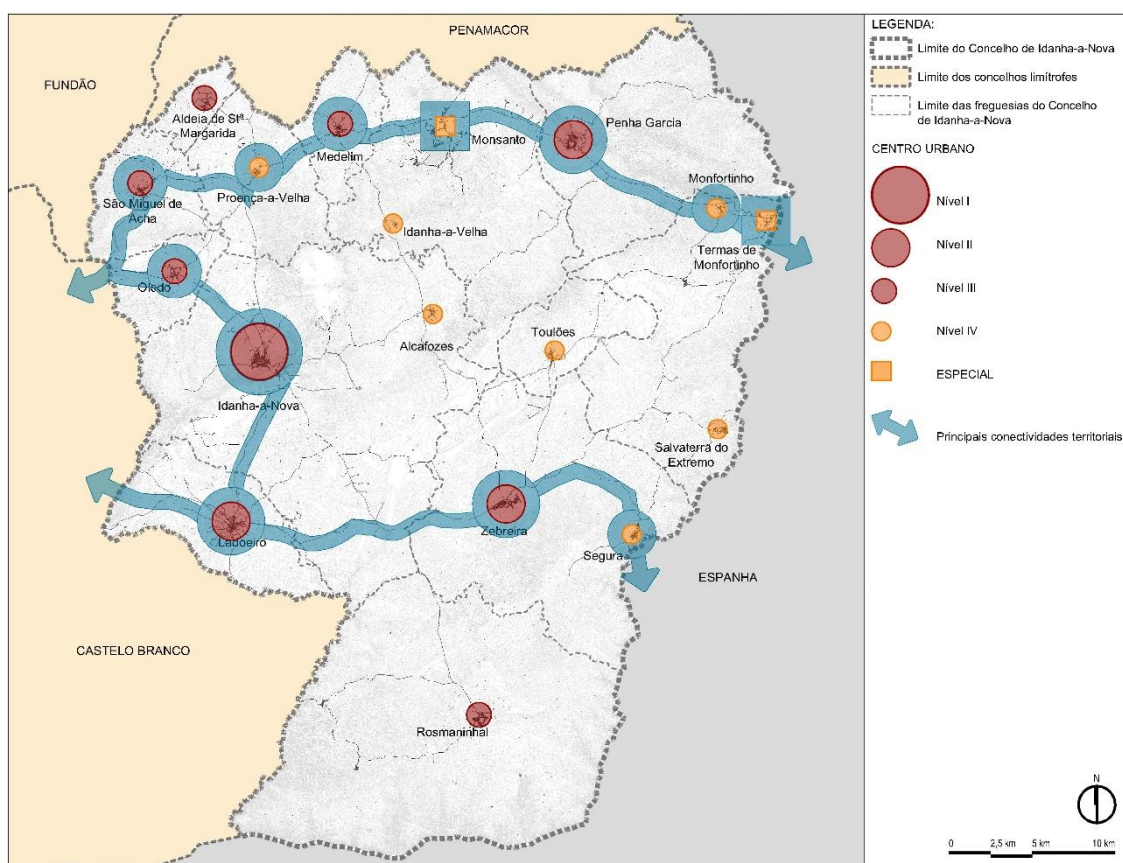 PENAMACOR
FUNDÃO
Aldeia de Stª
Margarida
Medelim
Monsanto
Penha Garcia
São Miguel de
Acha
Proença-a-Velha
Monfortinho
Idanha-a-Velha
Termas de
Monfortinho
Oledo
Alcafozes
Toulões
Idanha-a-Nova
Salvaterra do
Extremo
Ladoeiro
Zebreira
Segura
ESPANHA
CASTELO BRANCO
Rosmaninhal
LEGENDA:
Limite do Concelho de Idanha-a-Nova
Limite dos concelhos limítrofes
Limite das freguesias do Concelho
de Idanha-a-Nova
CENTRO URBANO
Nível I
Nível II
Nível III
Nível IV
ESPECIAL
Principais conectividades territoriais
N
0 2,5 km 5 km 10 km